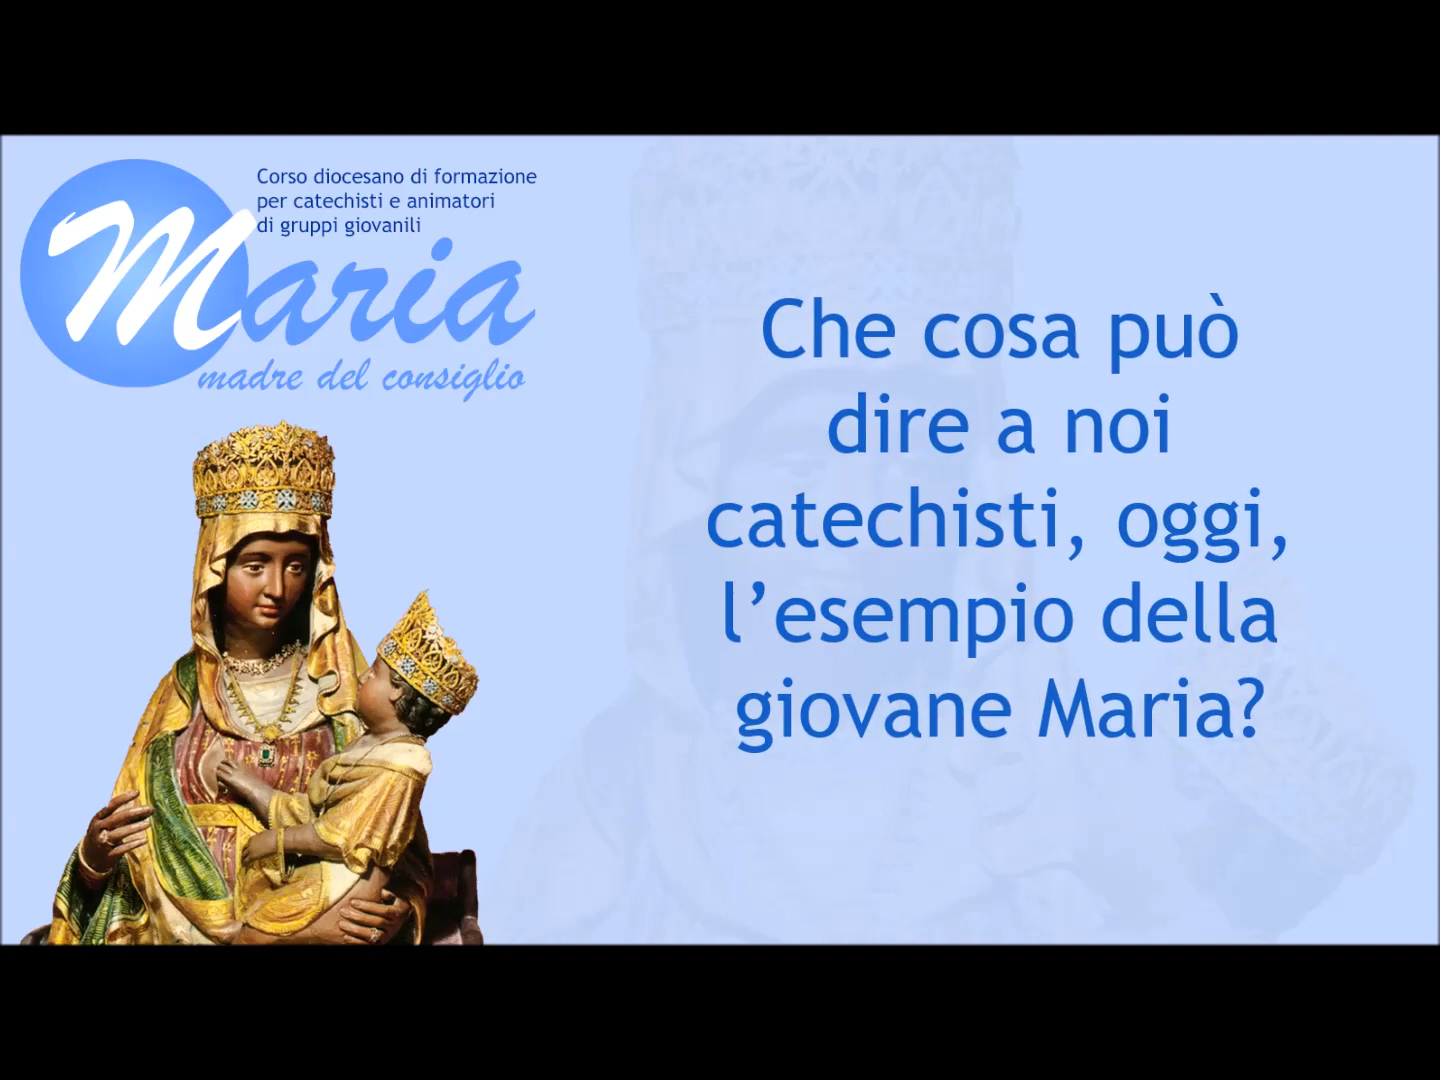 Corso diocesano di formazione
per catechisti e animatori
di gruppi giovanili
Maria
madre del consiglio
Che cosa può
dire a noi
catechisti, oggi,
l’esempio della
giovane Maria?